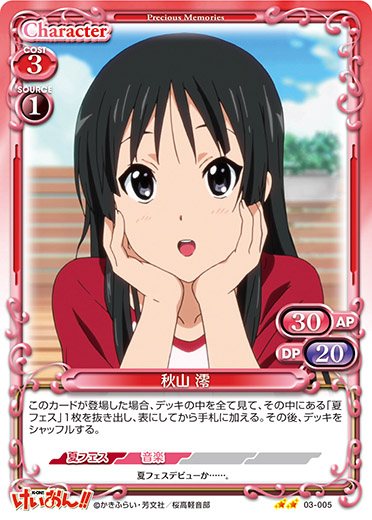 Precious Memories
Character
COST
3
SOURCE
1
30 AP
DP 20
秋山 澪
このカードが登場した場合、デッキの中を全て見て、その中にある「夏
フェス」1枚を抜き出し、表にしてから手札に加える。その後、デッキを
シャッフルする。
夏フェス 音楽
夏フェスデビューか……。
K-ON!!
けいおん!!
©かきふらい・芳文社/桜高軽音部
03-005